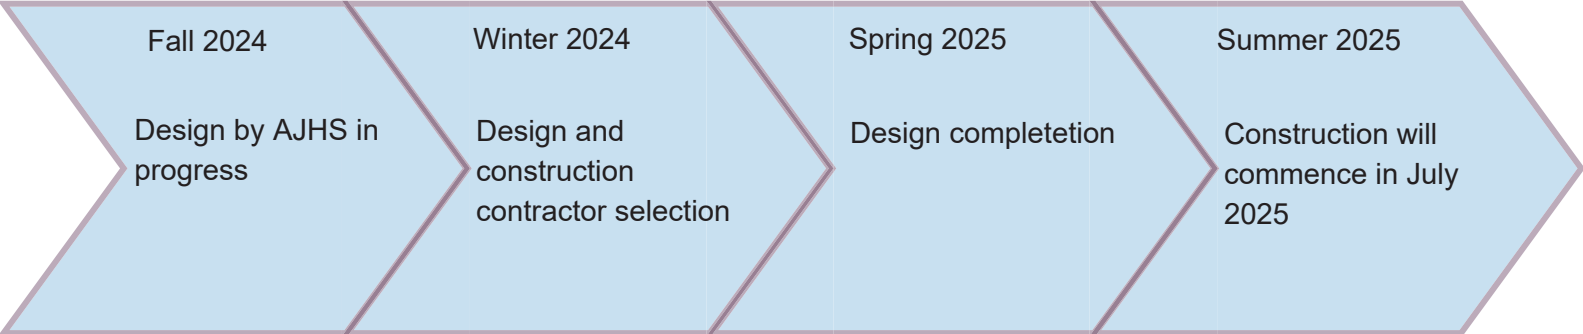 Fall 2024
Design by AJHS in
progress
Winter 2024
Design and
construction
contractor selection
Spring 2025
Design completetion
Summer 2025
Construction will
commence in July
2025